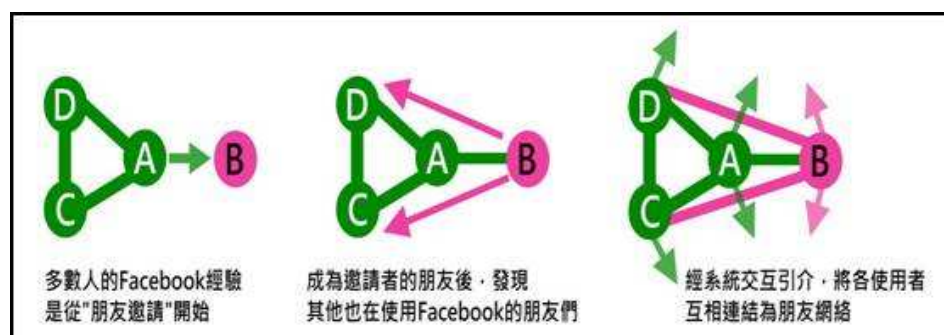 D
A
B
C
多數人的Facebook經驗
是從"朋友邀請"開始
D
A
B
C
成為邀請者的朋友後，發現
其他也在使用Facebook的朋友們
D
A
B
C
經系統交互引介，將各使用者
互相連結為朋友網絡